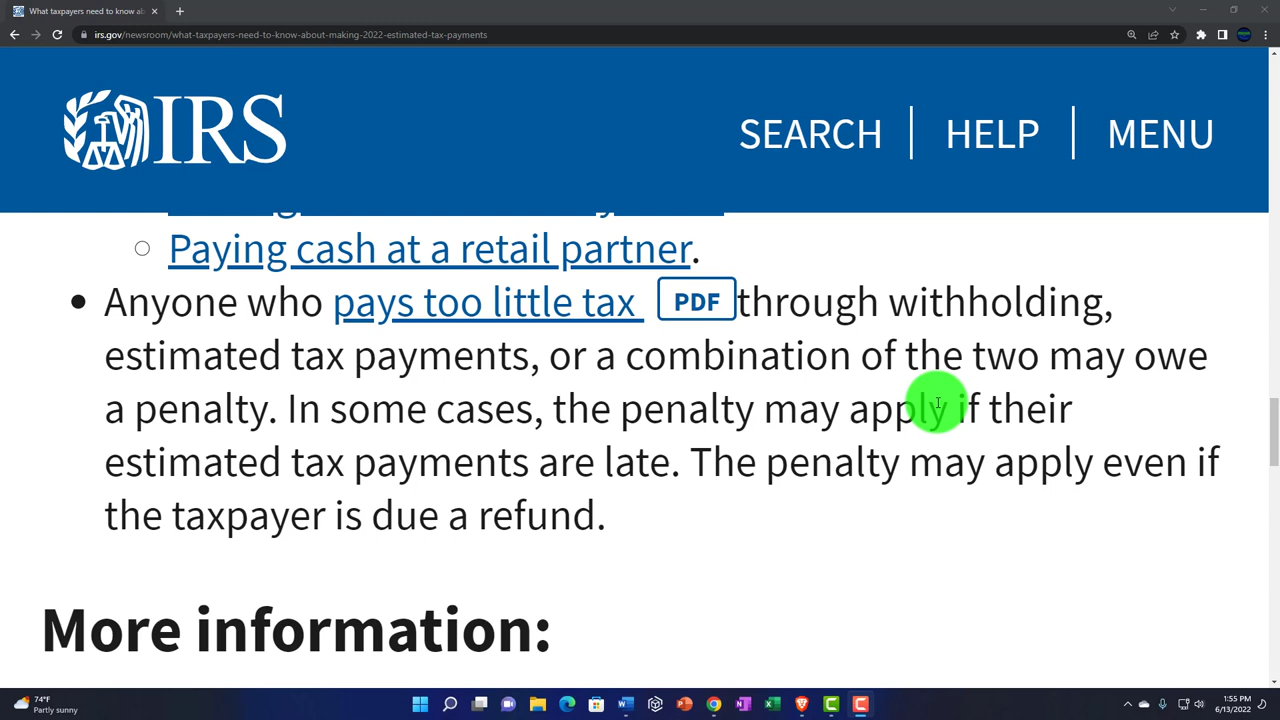 What taxpayers need to know ab
irs.gov/newsroom/what-taxpayers-need-to-know-about-making-2022-estimated-tax-payments
IRS
SEARCH
HELP
MENU
Paying cash at a retail partner.
Anyone who pays too little tax PDF through withholding,
estimated tax payments, or a combination of the two may owe
a penalty. In some cases, the penalty may apply if their
estimated tax payments are late. The penalty may apply even if
the taxpayer is due a refund.
More information:
74°F
Partly sunny
1:55 PM
6/13/2022